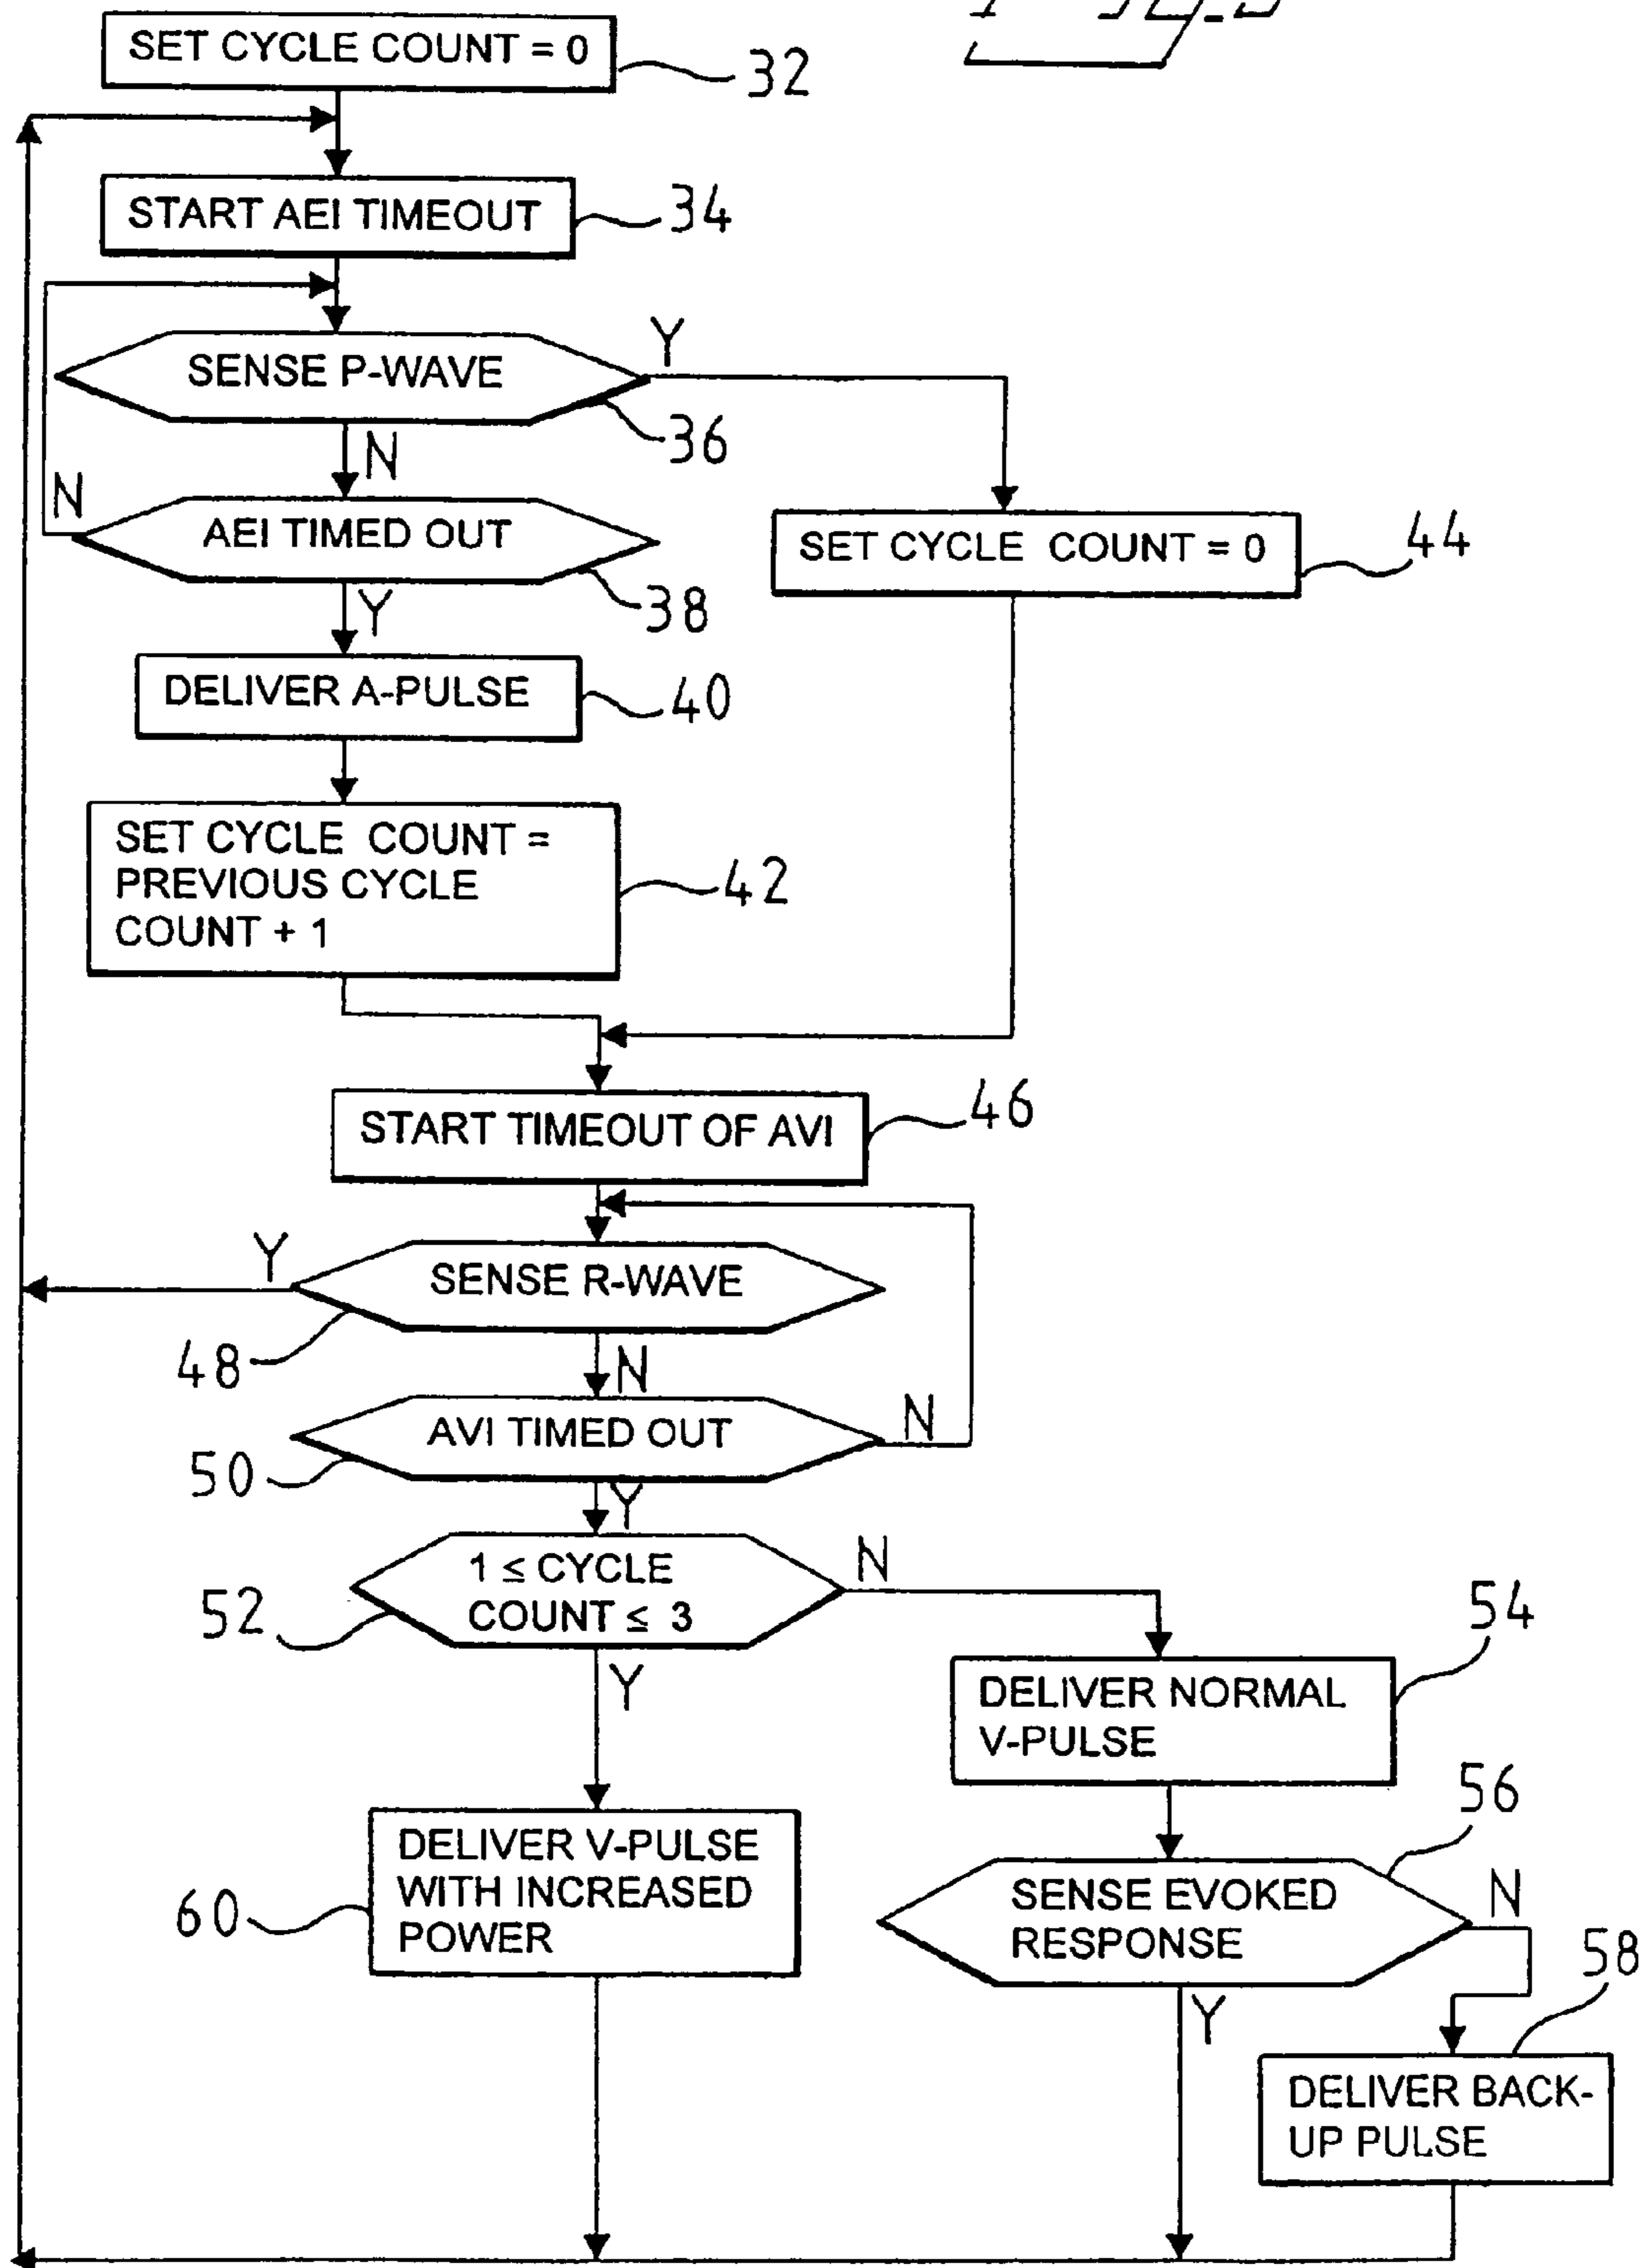 SET CYCLE COUNT = 0
32
START AEI TIMEOUT
34
SENSE P-WAVE
Y
36
N
N
AEI TIMED OUT
38
SET CYCLE COUNT = 0
44
Y
DELIVER A-PULSE
40
SET CYCLE COUNT =
PREVIOUS CYCLE
COUNT + 1
42
START TIMEOUT OF AVI
46
Y
SENSE R-WAVE
48
N
AVI TIMED OUT
N
50
Y
1 ≤ CYCLE
COUNT ≤ 3
N
52
Y
DELIVER NORMAL
V-PULSE
54
DELIVER V-PULSE
WITH INCREASED
POWER
60
SENSE EVOKED
RESPONSE
56
N
Y
58
DELIVER BACK-
UP PULSE